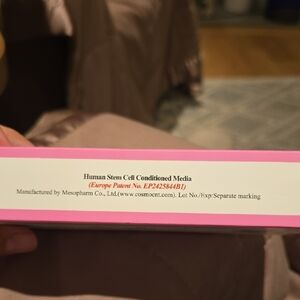 Human Stem Cell Conditioned Media
(Europe Patent No. EP2425844B1)
Manufactured by Mesopharm Co., Ltd.(www.cosmocnt.com). Lot No./Exp:Separate marking